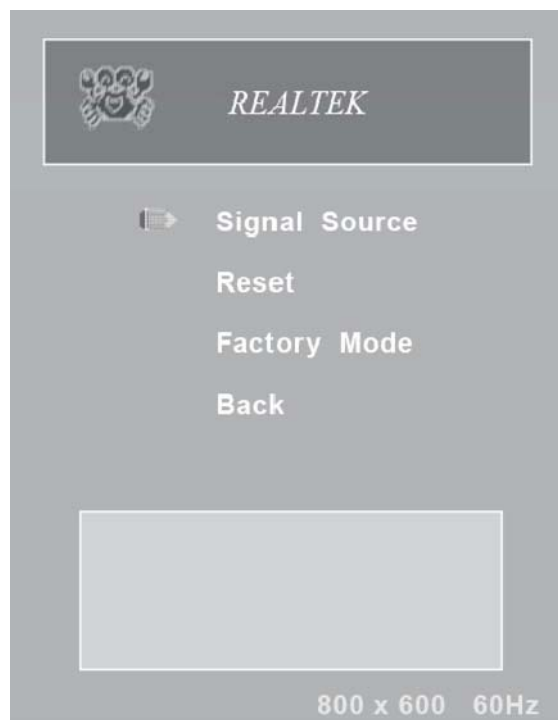 REALTEK
Signal Source
Reset
Factory Mode
Back
800 x 600 60Hz